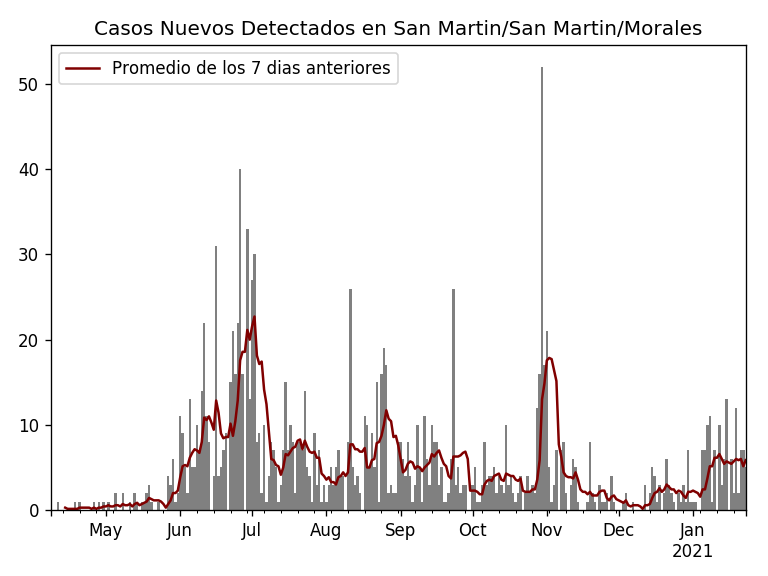 Casos Nuevos Detectados en San Martin/San Martin/Morales
Promedio de los 7 dias anteriores
50
40
30
20
10
0
May Jun Jul Aug Sep Oct Nov Dec Jan
2021